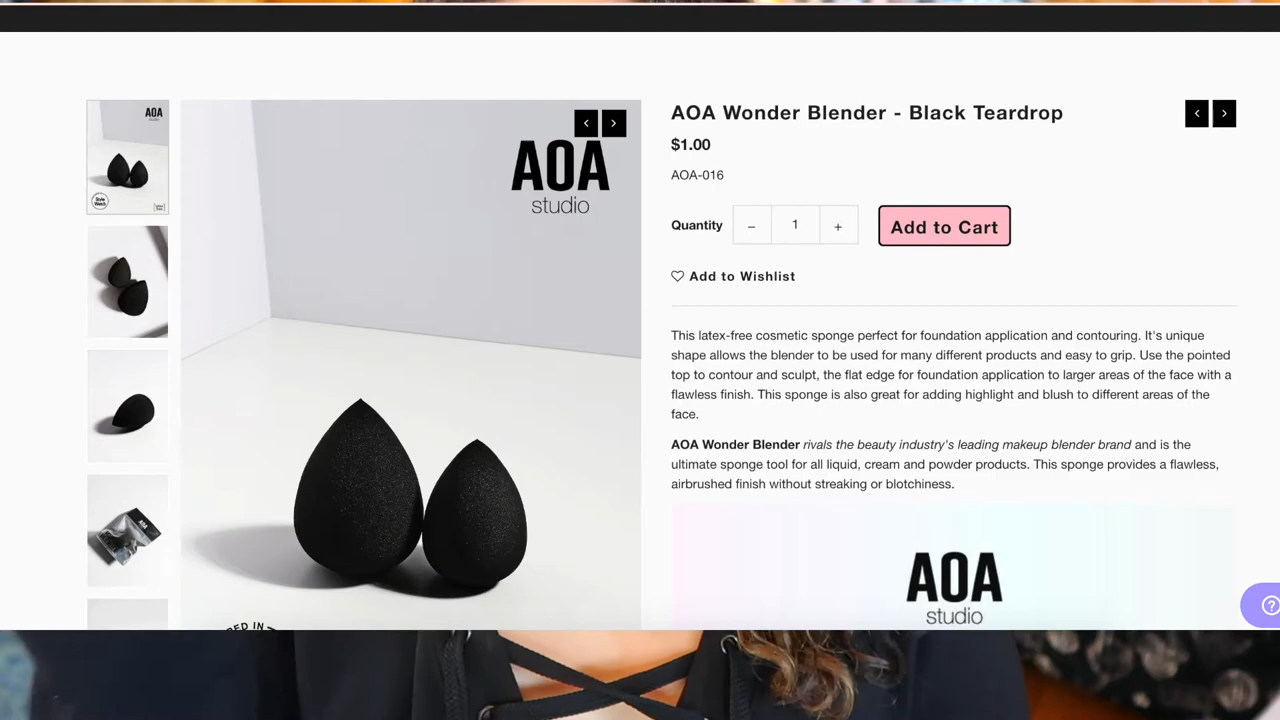 AOA
studio
AOA
studio
AOA Wonder Blender - Black Teardrop
$1.00
AOA-016
Quantity
−
1
+
Add to Cart
♡ Add to Wishlist
This latex-free cosmetic sponge perfect for foundation application and contouring. It's unique
shape allows the blender to be used for many different products and easy to grip. Use the pointed
top to contour and sculpt, the flat edge for foundation application to larger areas of the face with a
flawless finish. This sponge is also great for adding highlight and blush to different areas of the
face.
AOA Wonder Blender rivals the beauty industry's leading makeup blender brand and is the
ultimate sponge tool for all liquid, cream and powder products. This sponge provides a flawless,
airbrushed finish without streaking or blotchiness.
AOA
studio
Style
Watch
AOA
IN